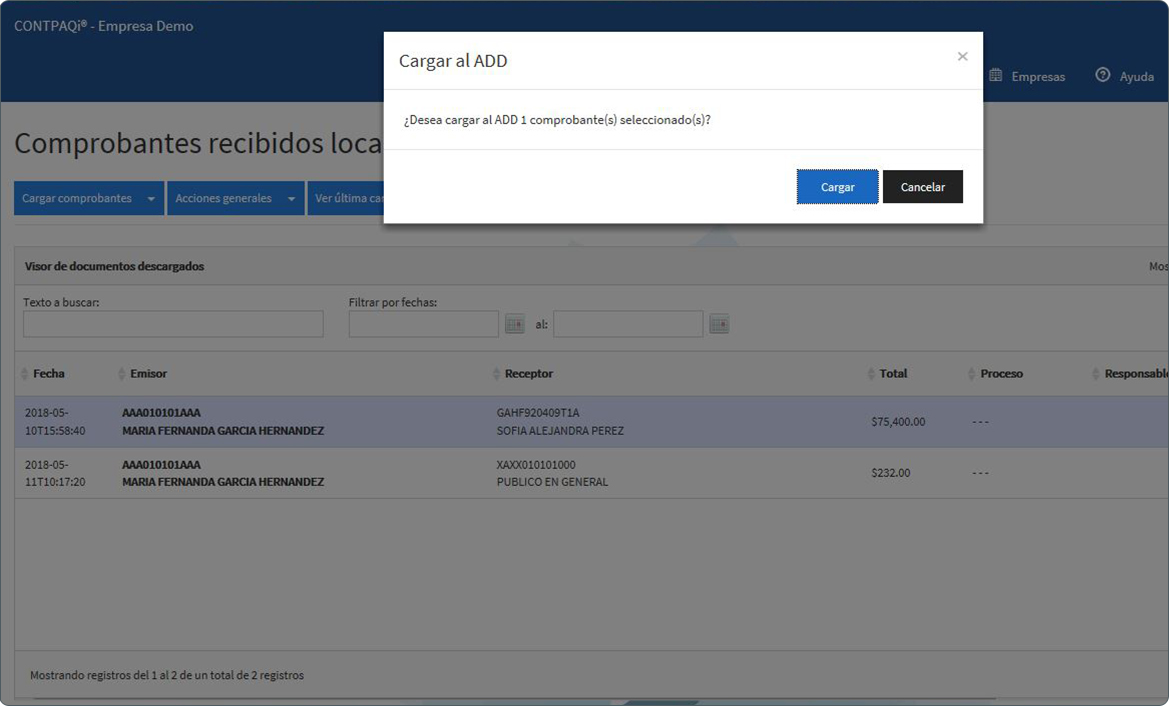 CONTPAQi® - Empresa Demo
Cargar al ADD
×
Empresas
Ayuda
¿Desea cargar al ADD 1 comprobante(s) seleccionado(s)?
Cargar
Cancelar
Comprobantes recibidos loca
Cargar comprobantes
Acciones generales
Ver última ca
Visor de documentos descargados
Mos
Texto a buscar:
Filtrar por fechas:
al:
Fecha Emisor Receptor Total Proceso Responsable
2018-05- AAA010101AAA GAHF920409T1A
10T15:58:40 MARIA FERNANDA GARCIA HERNANDEZ SOFIA ALEJANDRA PEREZ $75,400.00 - - -
2018-05- AAA010101AAA XAXX010101000
11T10:17:20 MARIA FERNANDA GARCIA HERNANDEZ PUBLICO EN GENERAL $232.00 - - -
Mostrando registros del 1 al 2 de un total de 2 registros